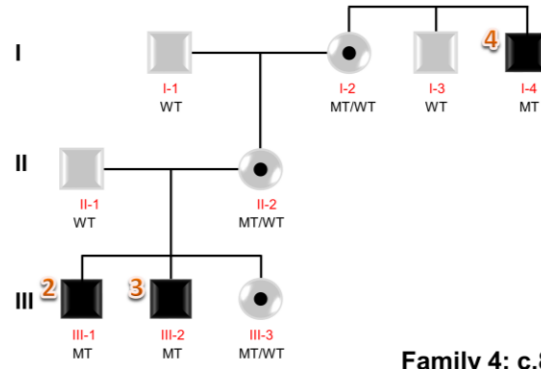 I
4
I-1 I-2 I-3 I-4
WT MT/WT WT MT
II
II-1 II-2
WT MT/WT
2 3
III
III-1 III-2 III-3
MT MT MT/WT
Family 4: c.8